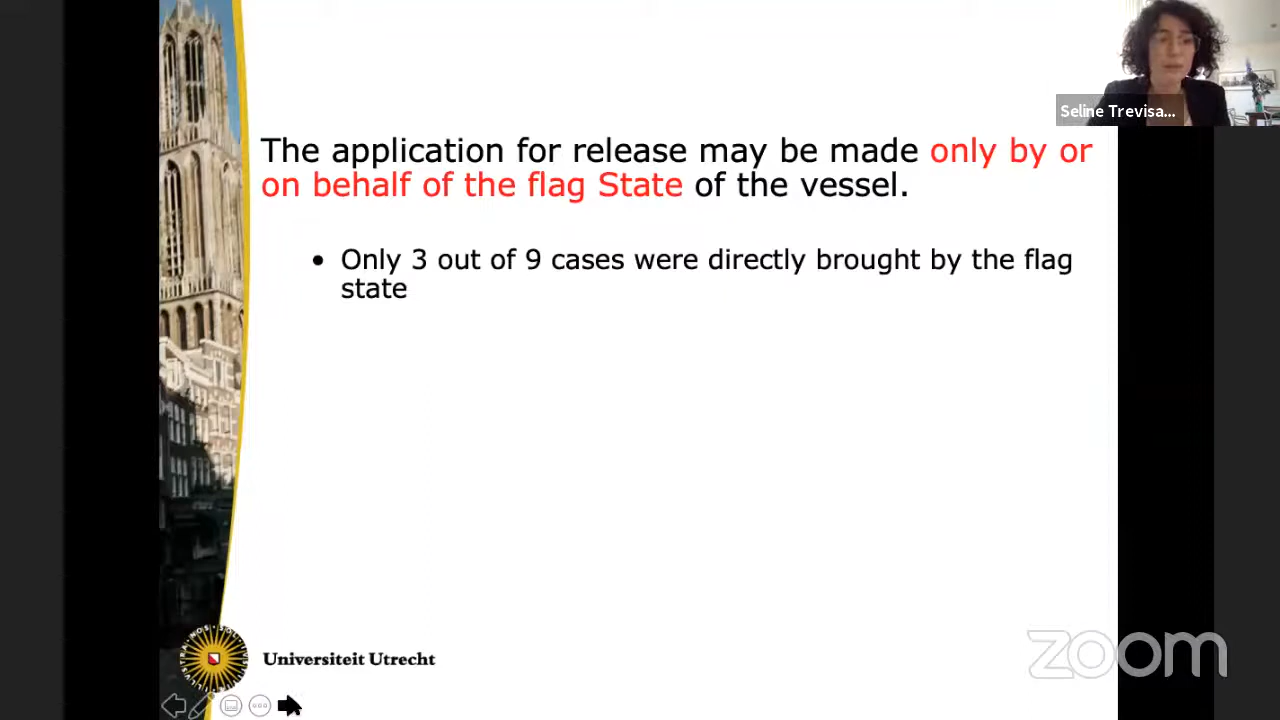 Seline Trevisa...
The application for release may be made only by or
on behalf of the flag State of the vessel.
• Only 3 out of 9 cases were directly brought by the flag
state
Universiteit Utrecht
zoom